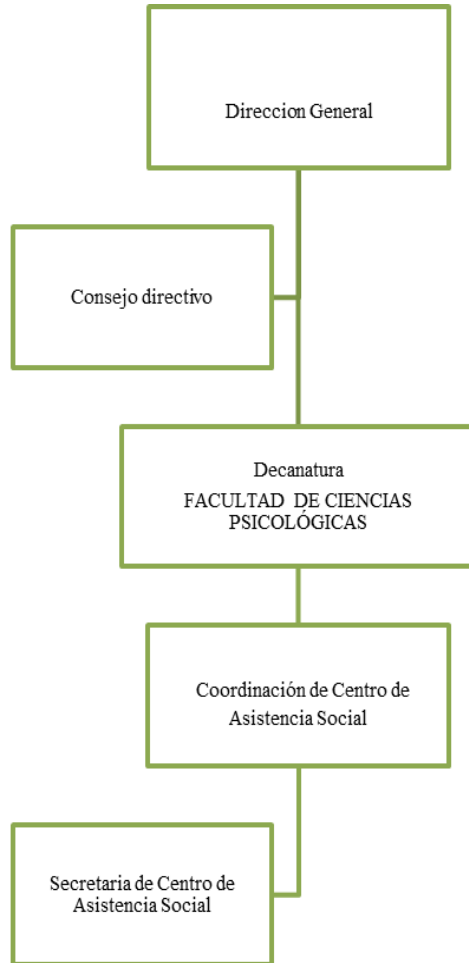 Direccion General
Consejo directivo
Decanatura
FACULTAD DE CIENCIAS
PSICOLÓGICAS
Coordinación de Centro de
Asistencia Social
Secretaria de Centro de
Asistencia Social